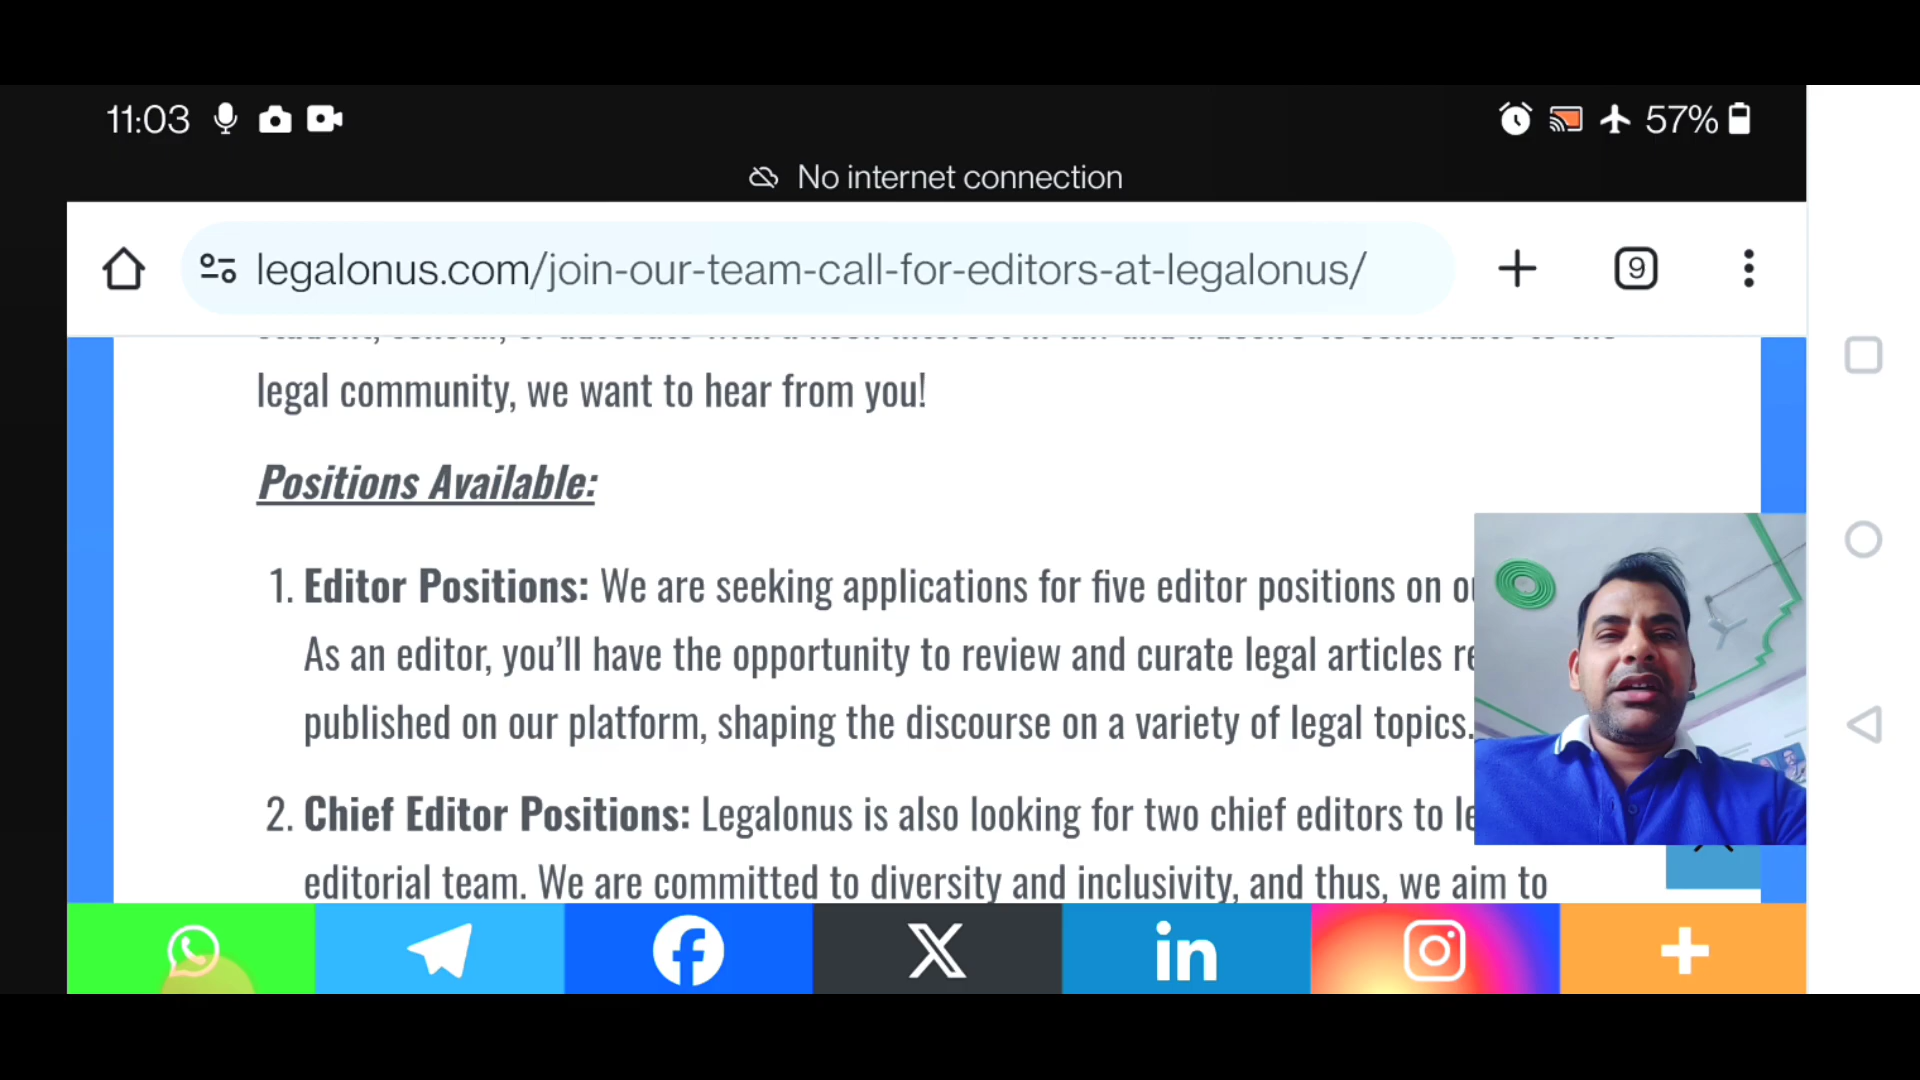 11:03
57%
No internet connection
legalonus.com/join-our-team-call-for-editors-at-legalonus/
9
legal community, we want to hear from you!
Positions Available:
1. Editor Positions: We are seeking applications for five editor positions on
As an editor, you'll have the opportunity to review and curate legal articles
published on our platform, shaping the discourse on a variety of legal topics.
2. Chief Editor Positions: Legalonus is also looking for two chief editors to
editorial team. We are committed to diversity and inclusivity, and thus, we aim to